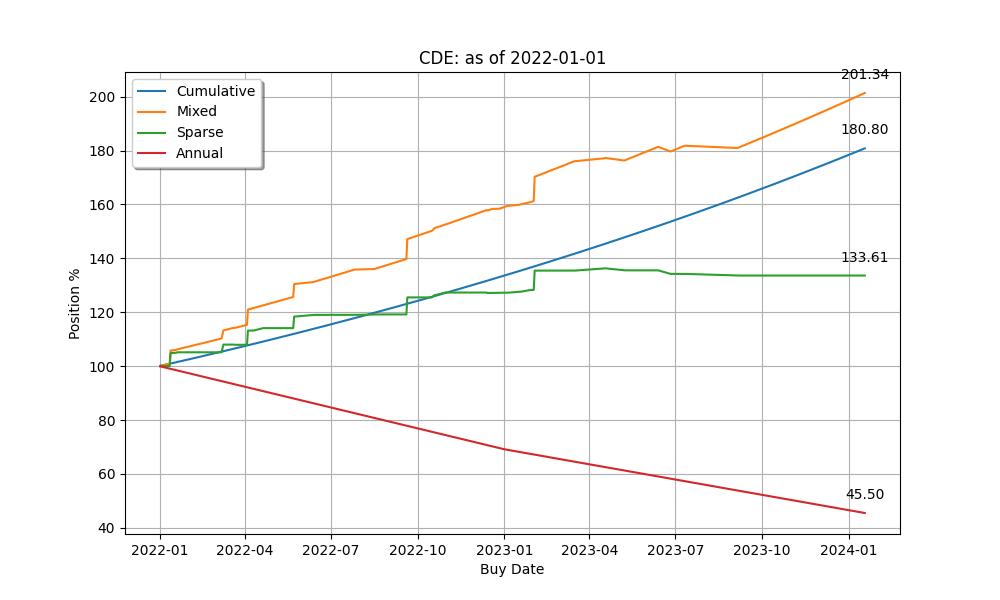 CDE: as of 2022-01-01
Cumulative
Mixed
Sparse
Annual
201.34
180.80
133.61
45.50
Position %
200
180
160
140
120
100
80
60
40
2022-01 2022-04 2022-07 2022-10 2023-01 2023-04 2023-07 2023-10 2024-01
Buy Date